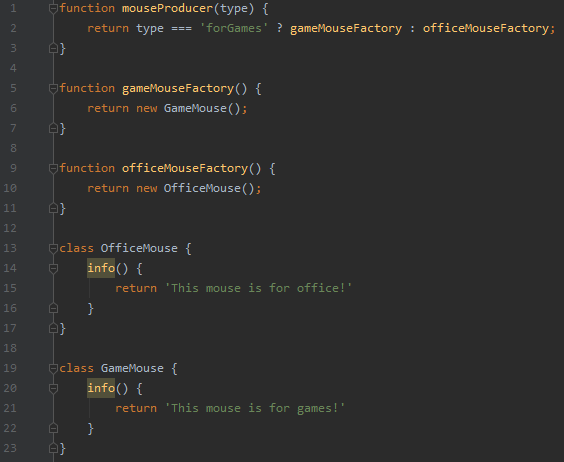 1 function mouseProducer(type) {
2     return type === 'forGames' ? gameMouseFactory : officeMouseFactory;
3 }
4
5 function gameMouseFactory() {
6     return new GameMouse();
7 }
8
9 function officeMouseFactory() {
10     return new OfficeMouse();
11 }
12
13 class OfficeMouse {
14     info() {
15         return 'This mouse is for office!'
16     }
17 }
18
19 class GameMouse {
20     info() {
21         return 'This mouse is for games!'
22     }
23 }